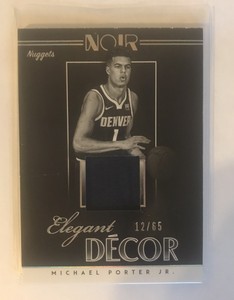 NOIR
Nuggets
DENVER
1
Elegant
12/65
DÉCOR
MICHAEL PORTER JR.